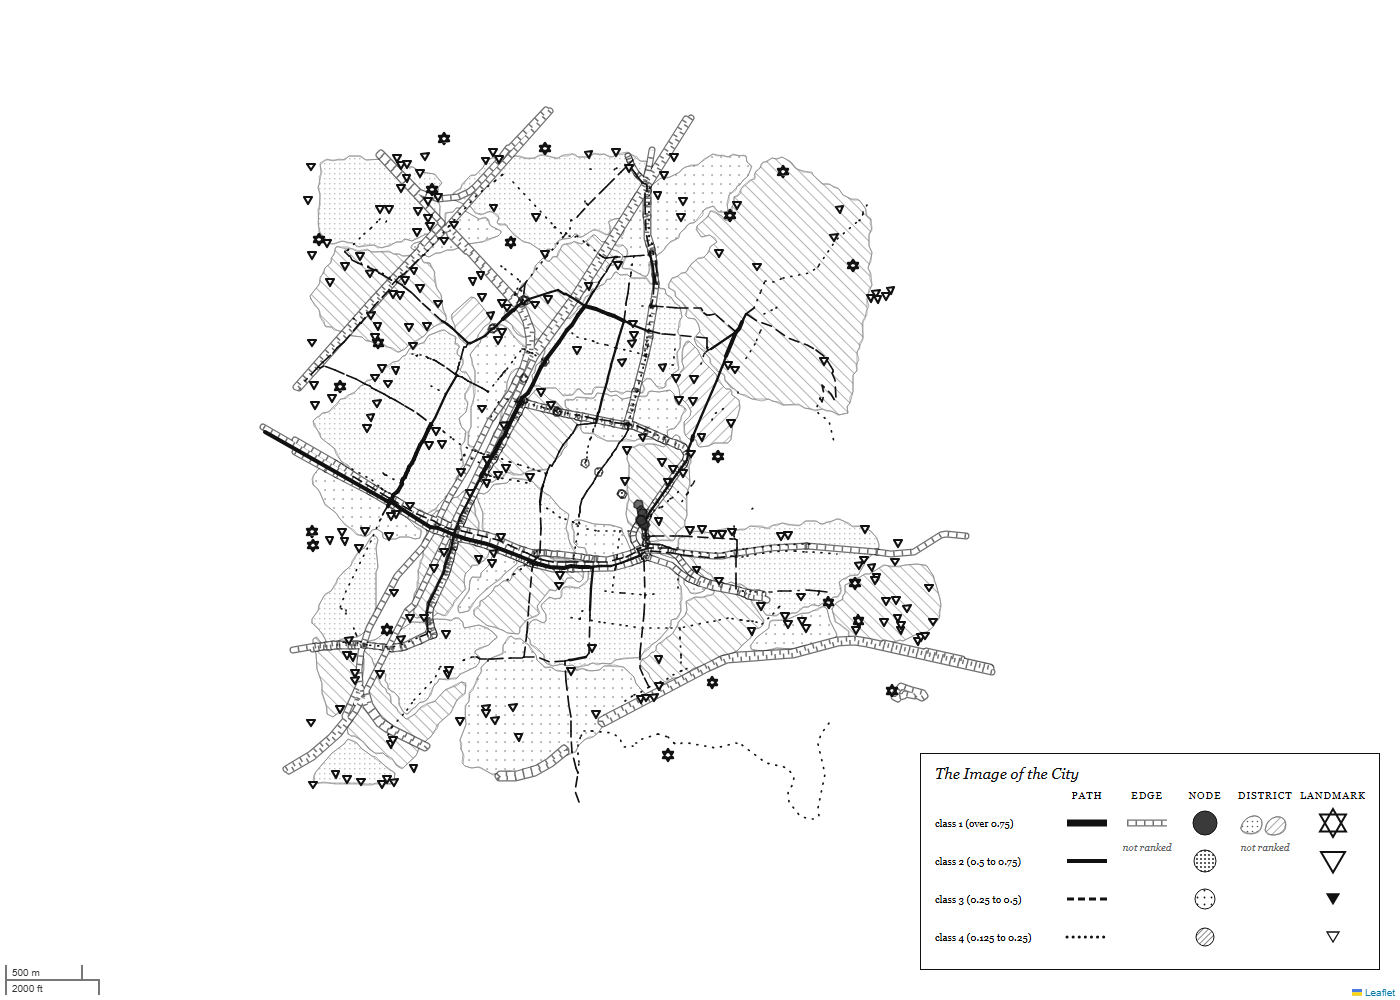 The Image of the City
PATH EDGE NODE DISTRICT LANDMARK
class 1 (over 0.75)
not ranked not ranked
class 2 (0.5 to 0.75)
class 3 (0.25 to 0.5)
class 4 (0.125 to 0.25)
500 m
2000 ft
Leaflet